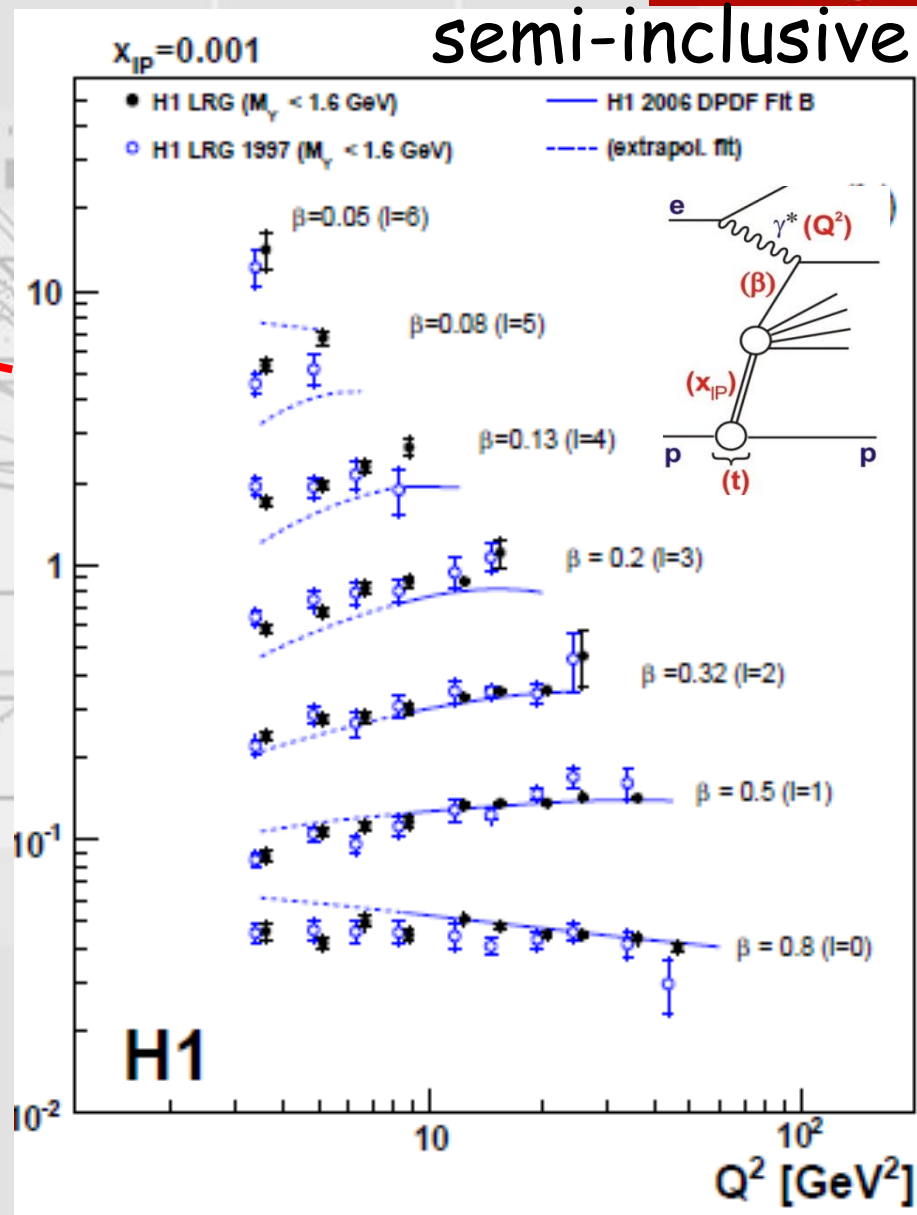 semi-inclusive
x_IP=0.001
H1 LRG (M_Y < 1.6 GeV)
H1 2006 DPDF Fit B
H1 LRG 1997 (M_Y < 1.6 GeV)
(extrapol. fit)
β=0.05 (l=6)
e
γ* (Q²)
(β)
(x_IP)
p
p
(t)
10
β=0.08 (l=5)
β=0.13 (l=4)
1
β = 0.2 (l=3)
β =0.32 (l=2)
β = 0.5 (l=1)
10⁻¹
β = 0.8 (l=0)
H1
10⁻²
10
10²
Q² [GeV²]